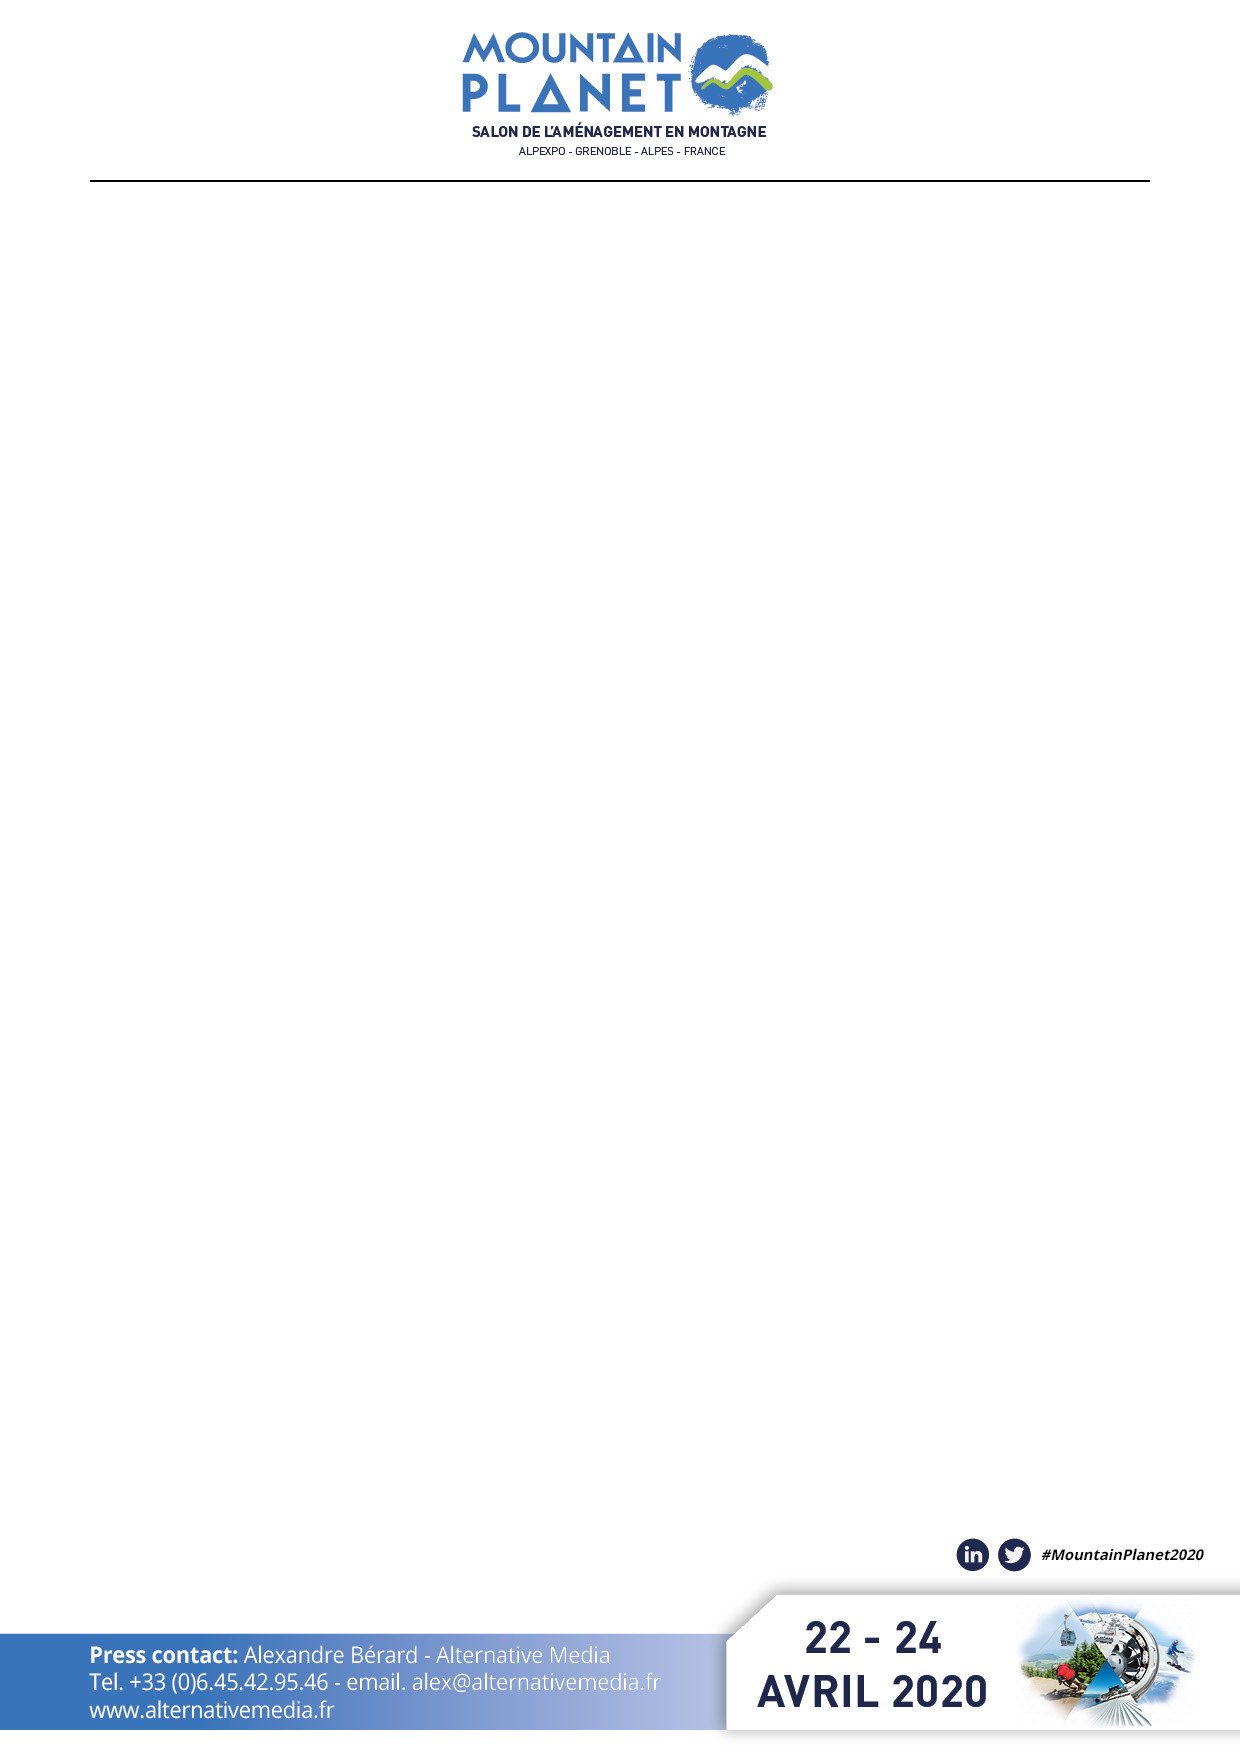 MOUNTAIN
PLANET
SALON DE L'AMÉNAGEMENT EN MONTAGNE
ALPEXPO - GRENOBLE - ALPES - FRANCE
in #MountainPlanet2020
22 - 24
AVRIL 2020
Press contact: Alexandre Bérard - Alternative Media
Tel. +33 (0)6.45.42.95.46 - email. alex@alternativemedia.fr
www.alternativemedia.fr